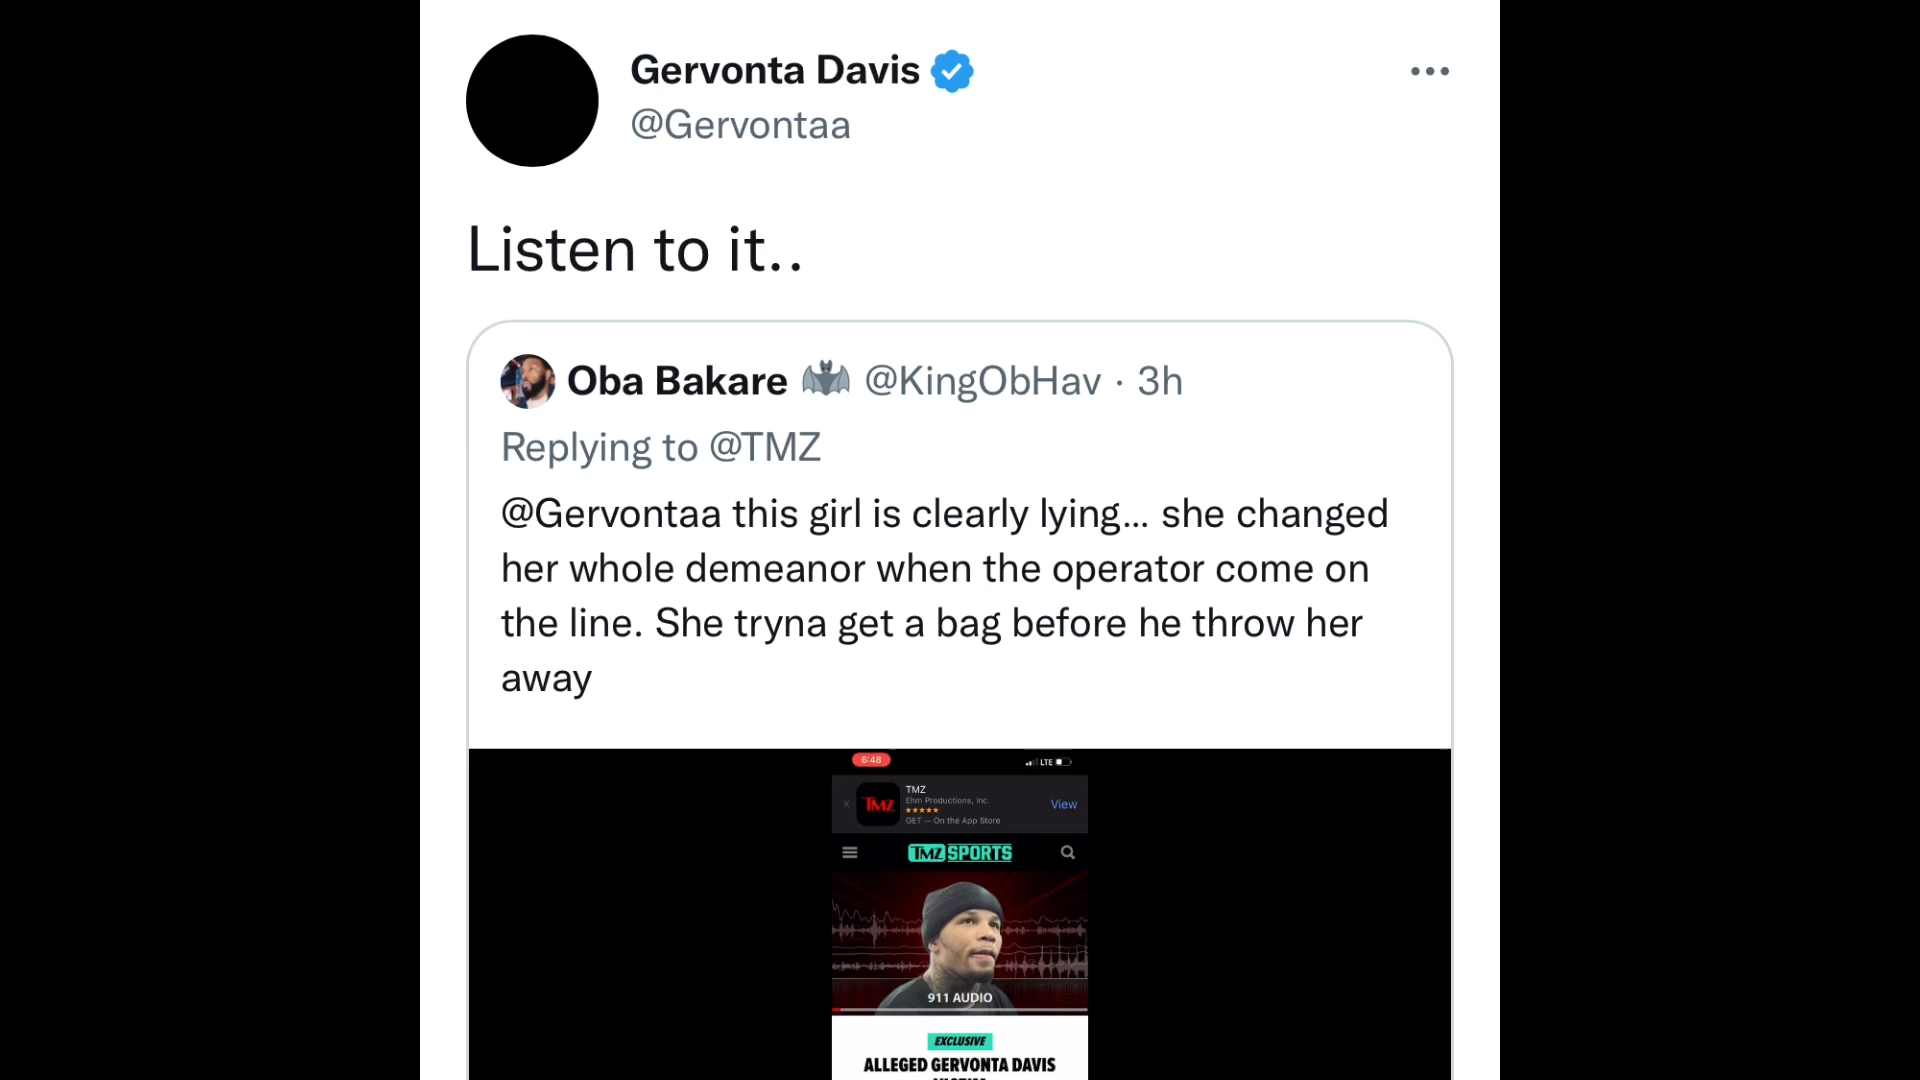 Gervonta Davis
@Gervontaa
Listen to it..
Oba Bakare 🦇 @KingObHav · 3h
Replying to @TMZ
@Gervontaa this girl is clearly lying... she changed
her whole demeanor when the operator come on
the line. She tryna get a bag before he throw her
away
6:48
LTE
TMZ
TMZ
Ehm Productions, Inc.
★★★★★
View
GET — On the App Store
TMZ SPORTS
911 AUDIO
EXCLUSIVE
ALLEGED GERVONTA DAVIS